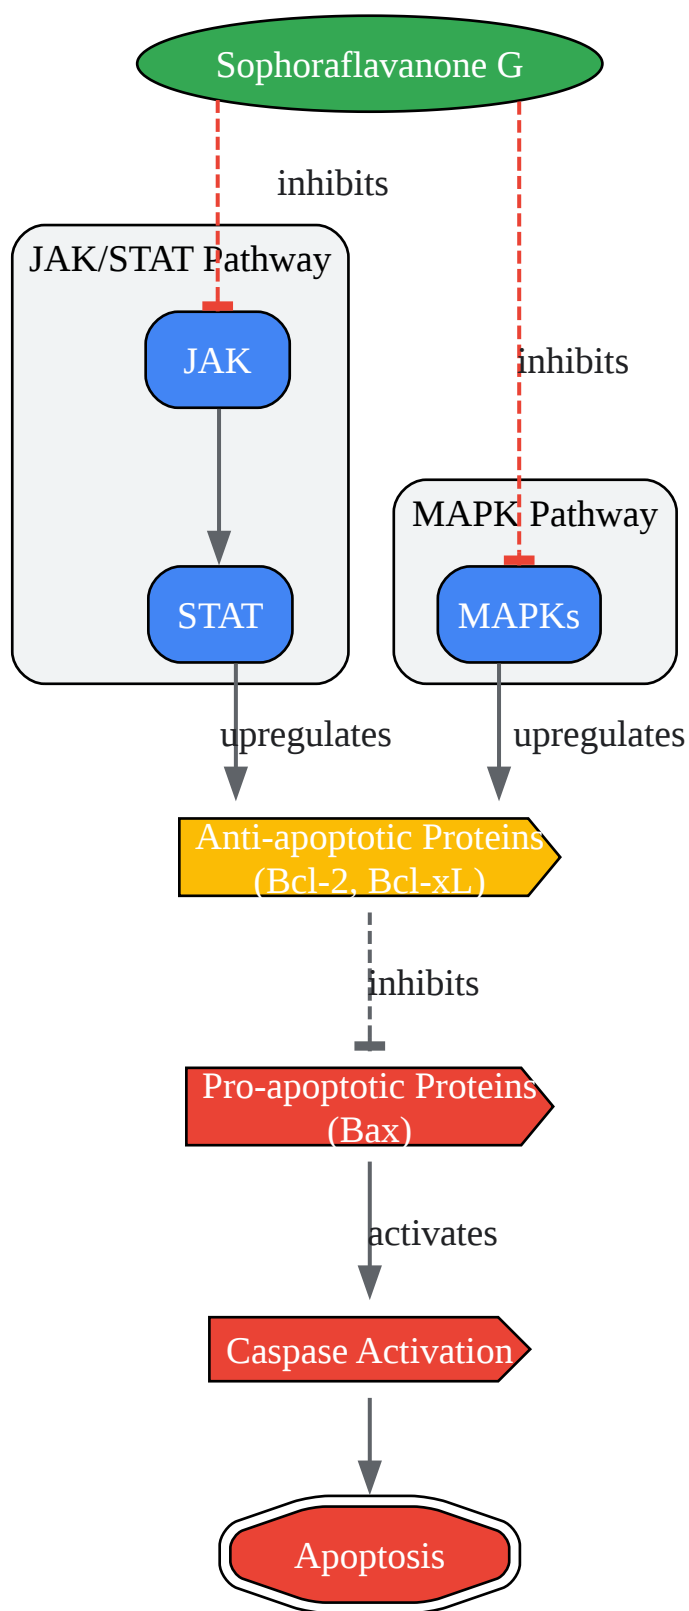 Sophoraflavanone G
inhibits
JAK/STAT Pathway
JAK
inhibits
MAPK Pathway
STAT
MAPKs
upregulates
upregulates
Anti-apoptotic Proteins
(Bcl-2, Bcl-xL)
inhibits
Pro-apoptotic Proteins
(Bax)
activates
Caspase Activation
Apoptosis